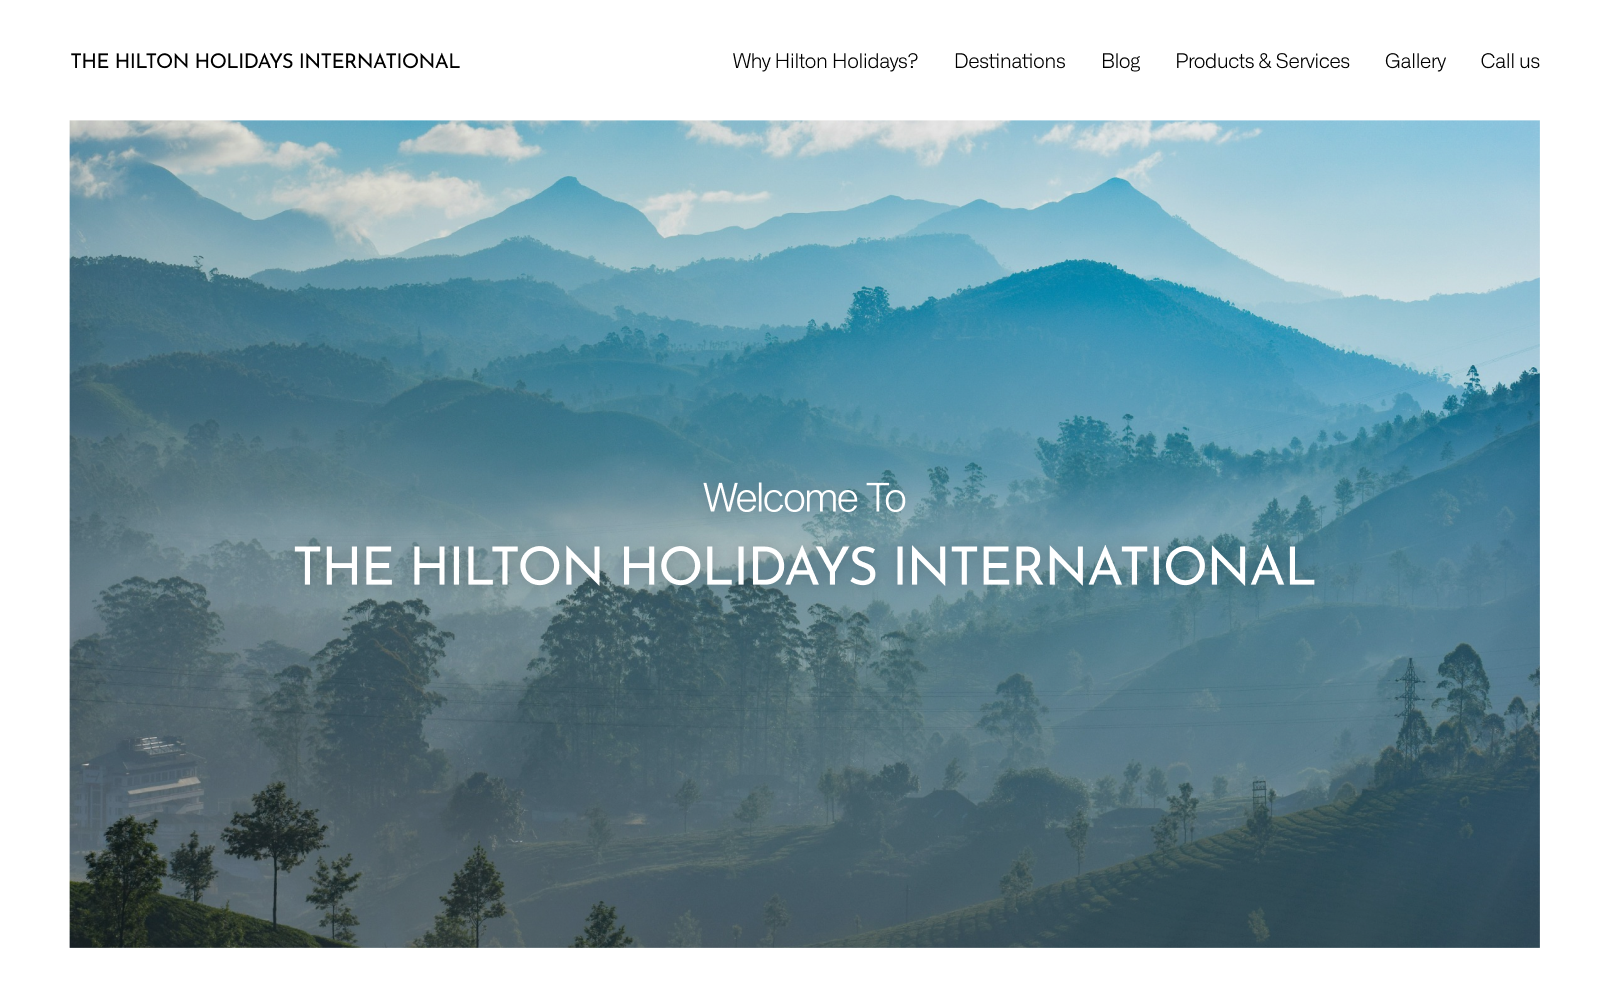 THE HILTON HOLIDAYS INTERNATIONAL
Why Hilton Holidays? Destinations Blog Products & Services Gallery Call us
Welcome To
THE HILTON HOLIDAYS INTERNATIONAL